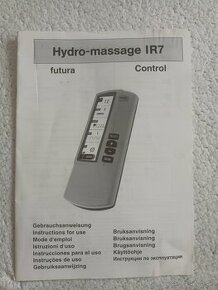 Hydro-massage IR7
futura Control
Gebrauchsanweisung
Instructions for use
Mode d'emploi
Istruzioni d'uso
Instrucciones para el uso
Instruções de uso
Gebruiksaanwijzing
Bruksanvisning
Bruksanvisning
Brugsanvisning
Käyttöohje
Инструкции по эксплуатации